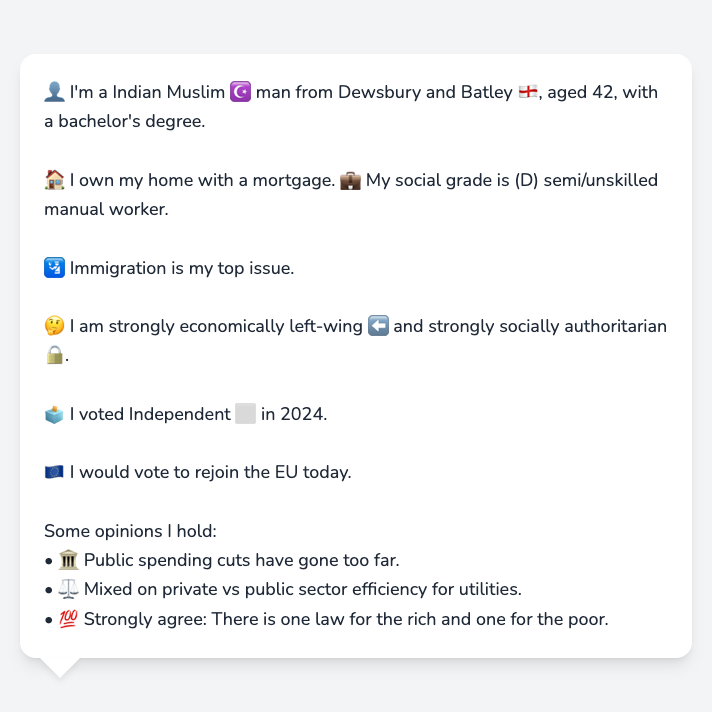 👤 I'm a Indian Muslim ☪️ man from Dewsbury and Batley 🏴󠁧󠁢󠁥󠁮󠁧󠁿, aged 42, with
a bachelor's degree.
🏠 I own my home with a mortgage. 💼 My social grade is (D) semi/unskilled
manual worker.
🛂 Immigration is my top issue.
🤔 I am strongly economically left-wing ⬅️ and strongly socially authoritarian
🔒.
🗳️ I voted Independent ⬜ in 2024.
🇪🇺 I would vote to rejoin the EU today.
Some opinions I hold:
• 🏛️ Public spending cuts have gone too far.
• ⚖️ Mixed on private vs public sector efficiency for utilities.
• 💯 Strongly agree: There is one law for the rich and one for the poor.